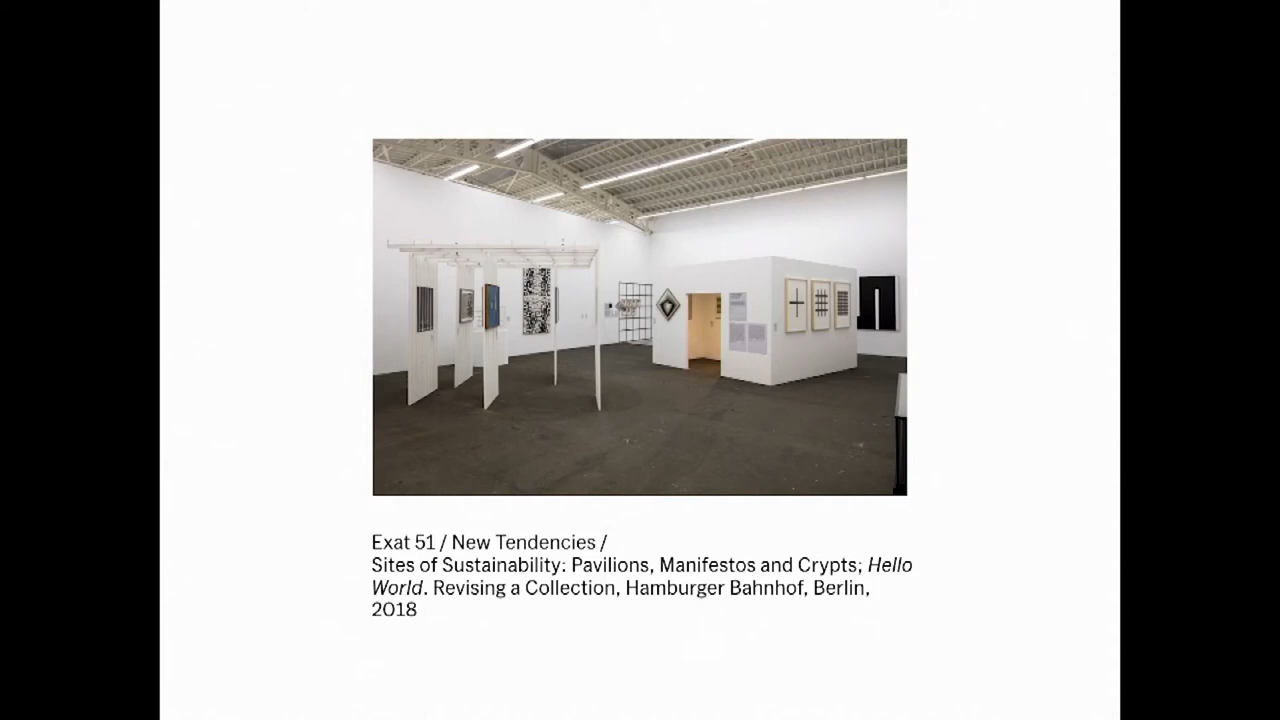 Exat 51 / New Tendencies /
Sites of Sustainability: Pavilions, Manifestos and Crypts; Hello
World. Revising a Collection, Hamburger Bahnhof, Berlin,
2018